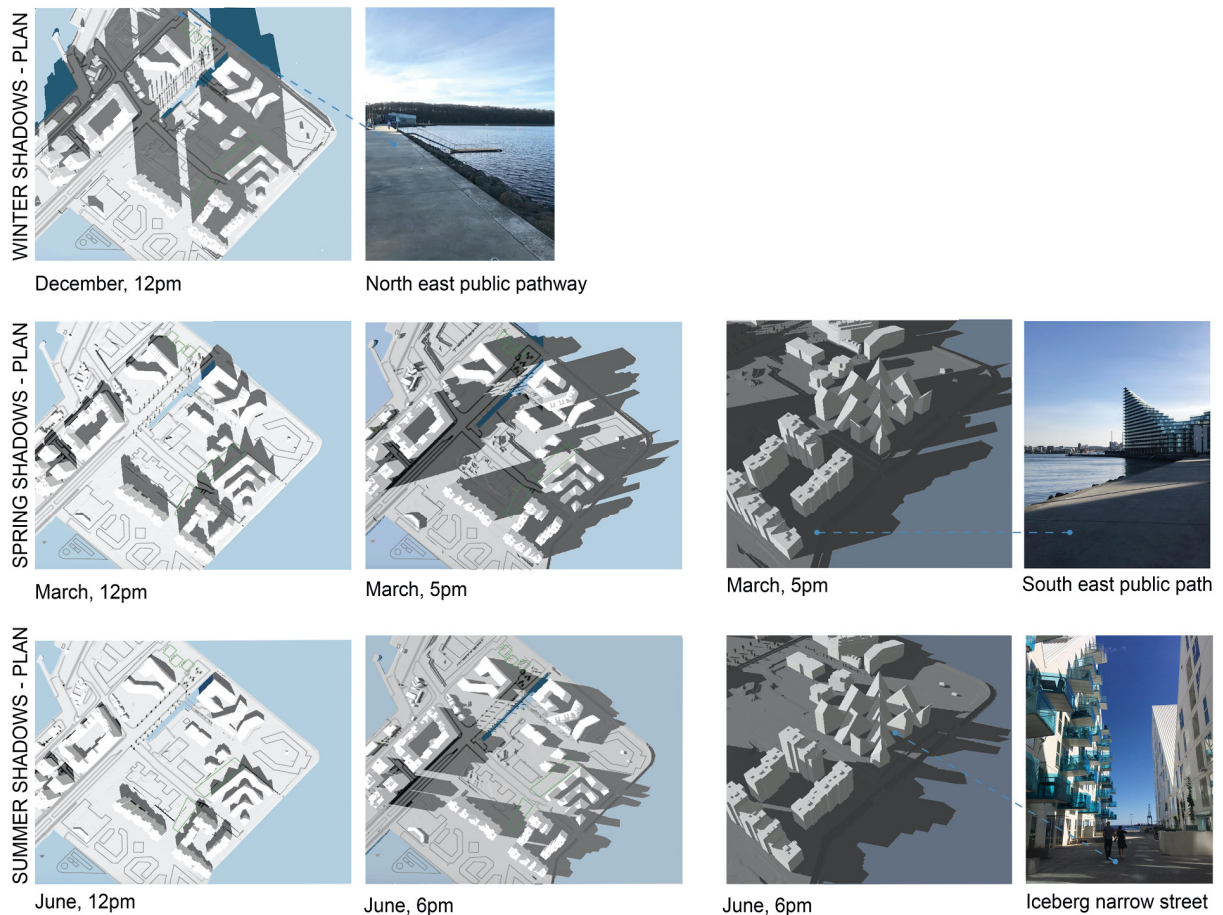 WINTER SHADOWS - PLAN
December, 12pm
North east public pathway
SPRING SHADOWS - PLAN
March, 12pm
March, 5pm
March, 5pm
South east public path
SUMMER SHADOWS - PLAN
June, 12pm
June, 6pm
June, 6pm
Iceberg narrow street